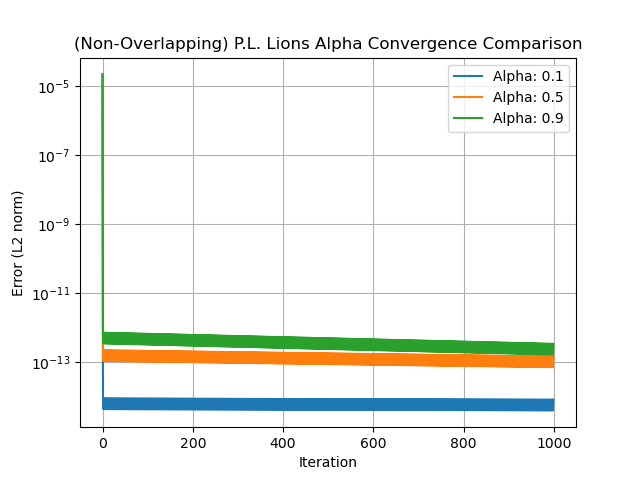 (Non-Overlapping) P.L. Lions Alpha Convergence Comparison
Alpha: 0.1
Alpha: 0.5
Alpha: 0.9
Error (L2 norm)
10⁻⁵
10⁻⁷
10⁻⁹
10⁻¹¹
10⁻¹³
0 200 400 600 800 1000
Iteration